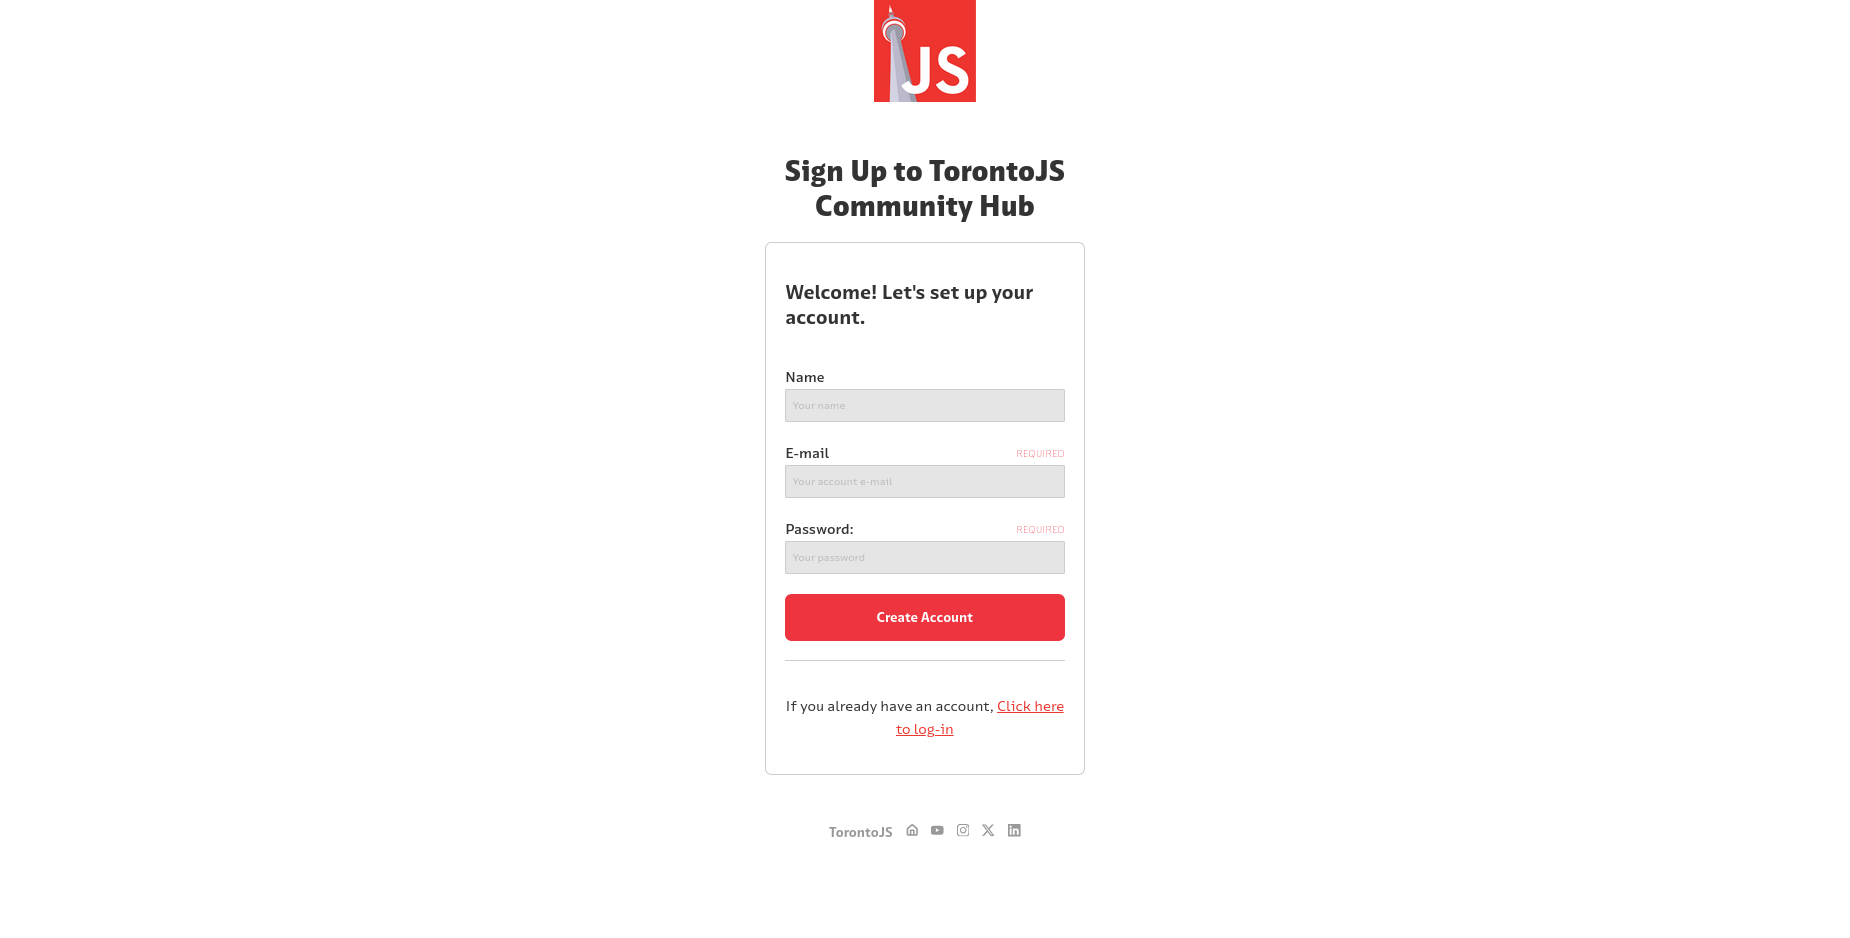 JS
Sign Up to TorontoJS
Community Hub
Welcome! Let's set up your
account.
Name
Your name
E-mail
REQUIRED
Your account e-mail
Password:
REQUIRED
Your password
Create Account
If you already have an account, Click here
to log-in
TorontoJS